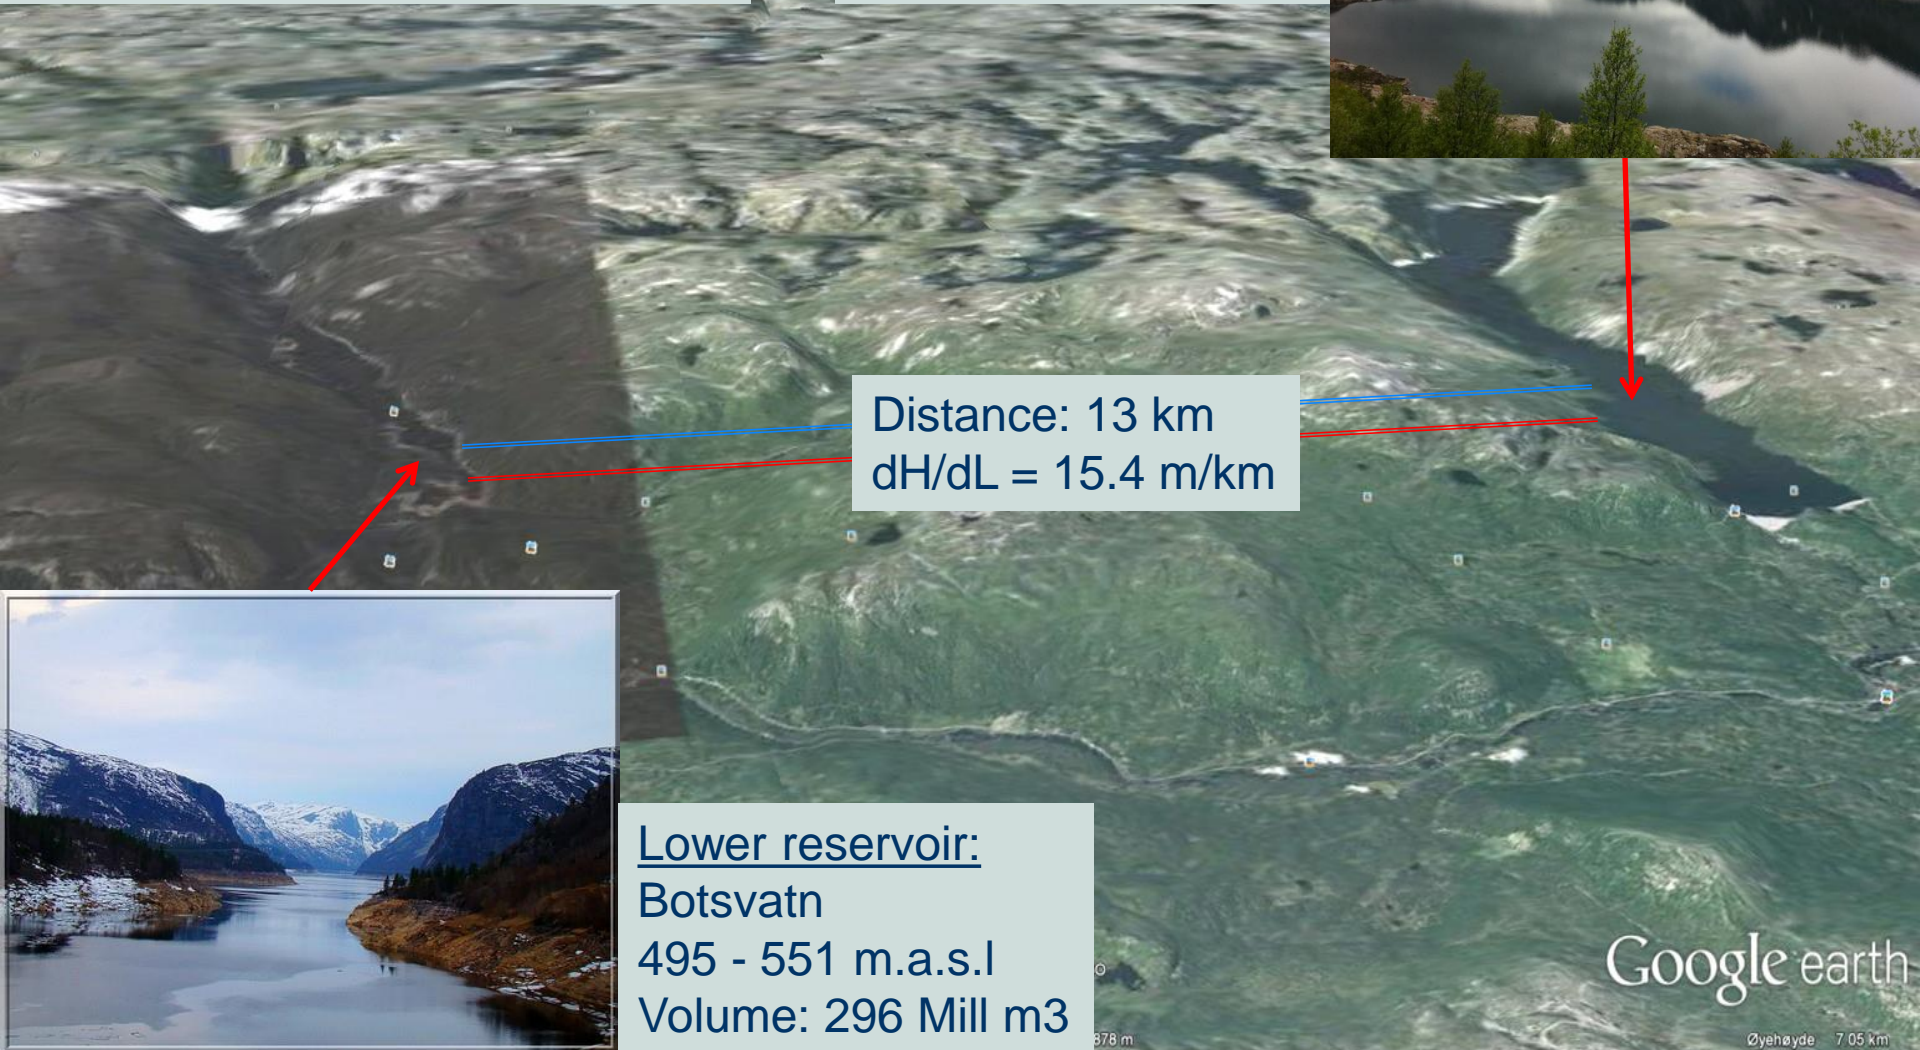 Distance: 13 km
dH/dL = 15.4 m/km
Lower reservoir:
Botsvatn
495 - 551 m.a.s.l
Volume: 296 Mill m3
Google earth
878 m
Øyehøyde 7 05 km